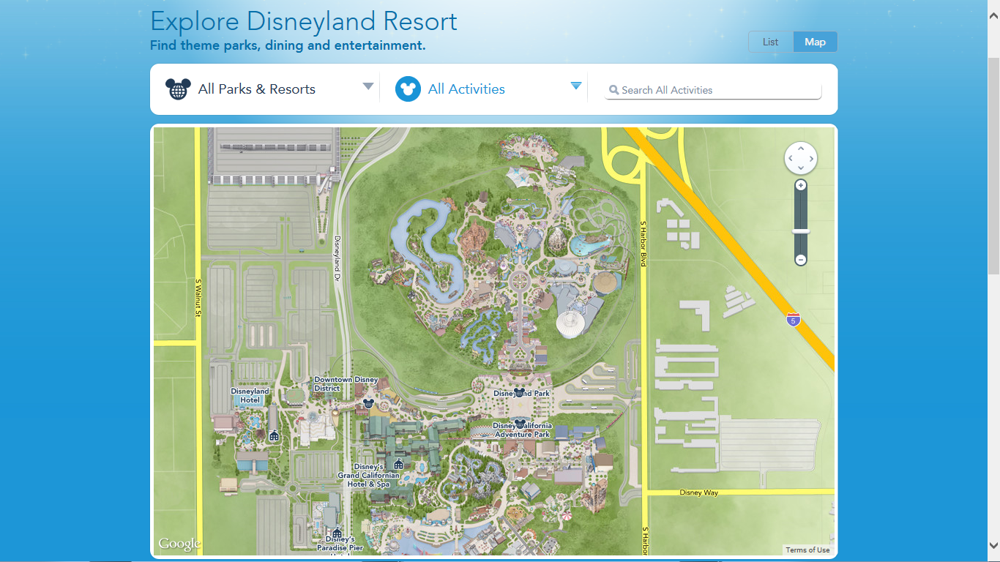 Explore Disneyland Resort
Find theme parks, dining and entertainment.
List
Map
All Parks & Resorts
All Activities
Search All Activities
S Harbor Blvd
Disneyland Dr
S Walnut St
5
Downtown Disney
District
Disneyland
Hotel
Disneyland Park
Disney California
Adventure Park
Disney's
Grand Californian
Hotel & Spa
Disney Way
S Harbor
Disney's
Paradise Pier
Hotel
Google
Terms of Use